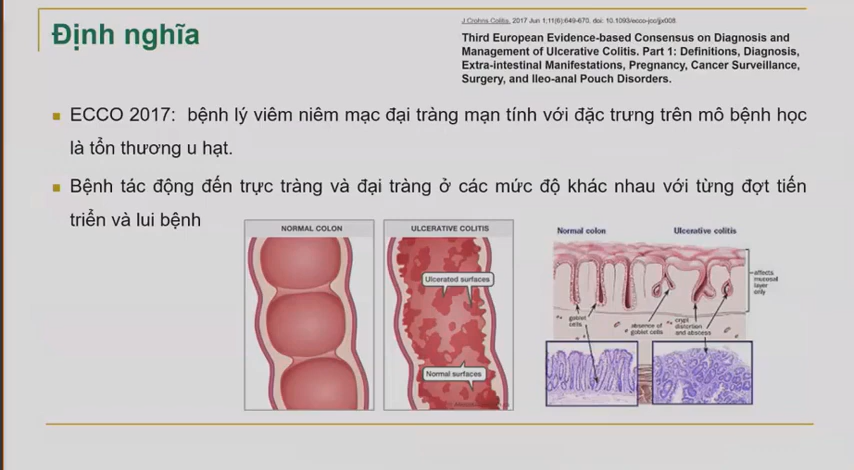 Định nghĩa
J Crohns Colitis. 2017 Jun 1;11(6):649-670. doi: 10.1093/ecco-jcc/jjx008.
Third European Evidence-based Consensus on Diagnosis and
Management of Ulcerative Colitis. Part 1: Definitions, Diagnosis,
Extra-intestinal Manifestations, Pregnancy, Cancer Surveillance,
Surgery, and Ileo-anal Pouch Disorders.
ECCO 2017: bệnh lý viêm niêm mạc đại tràng mạn tính với đặc trưng trên mô bệnh học
là tổn thương u hạt.
Bệnh tác động đến trực tràng và đại tràng ở các mức độ khác nhau với từng đợt tiến
triển và lui bệnh
NORMAL COLON
ULCERATIVE COLITIS
Ulcerated surfaces
Normal surfaces
Normal colon
Ulcerative colitis
affects
mucosal
layer
only
goblet
cells
absence of
goblet cells
crypt
distortion
and abscess